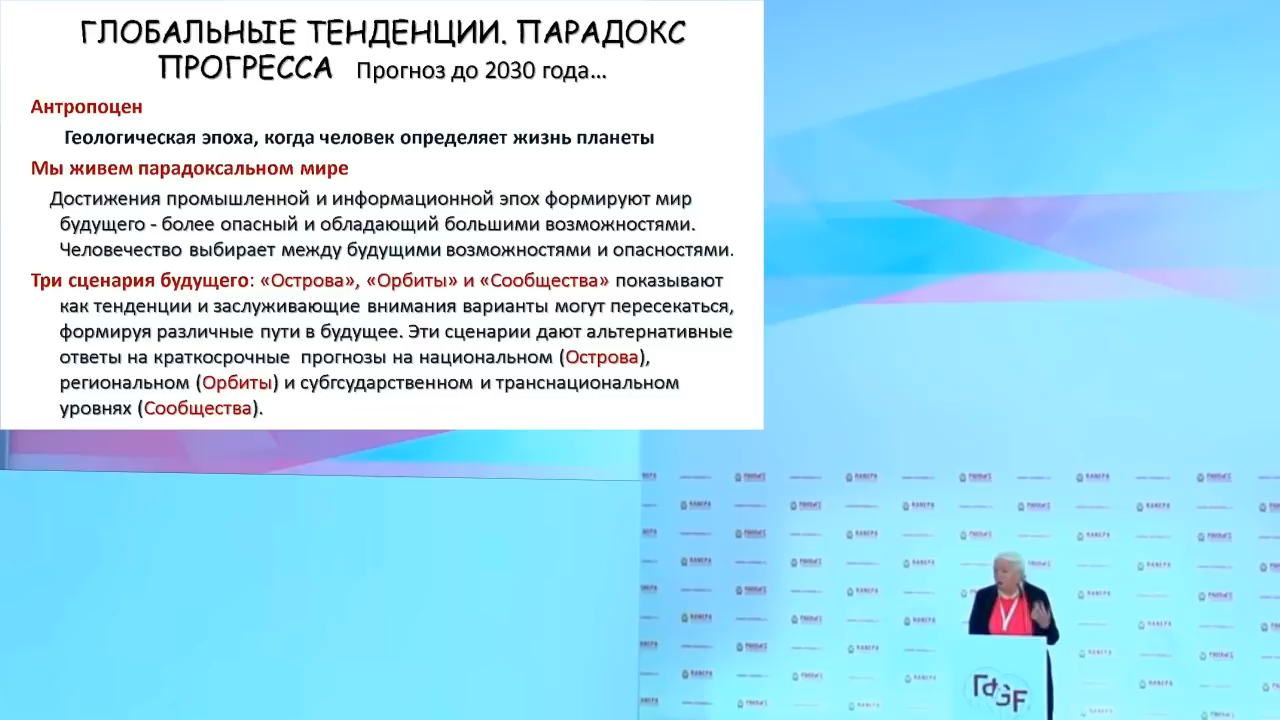 ГЛОБАЛЬНЫЕ ТЕНДЕНЦИИ. ПАРАДОКС
ПРОГРЕССА Прогноз до 2030 года...
Антропоцен
Геологическая эпоха, когда человек определяет жизнь планеты
Мы живем парадоксальном мире
Достижения промышленной и информационной эпох формируют мир
будущего - более опасный и обладающий большими возможностями.
Человечество выбирает между будущими возможностями и опасностями.
Три сценария будущего: «Острова», «Орбиты» и «Сообщества» показывают
как тенденции и заслуживающие внимания варианты могут пересекаться,
формируя различные пути в будущее. Эти сценарии дают альтернативные
ответы на краткосрочные прогнозы на национальном (Острова),
региональном (Орбиты) и субгсударственном и транснациональном
уровнях (Сообщества).
RANEPA
ГдGF